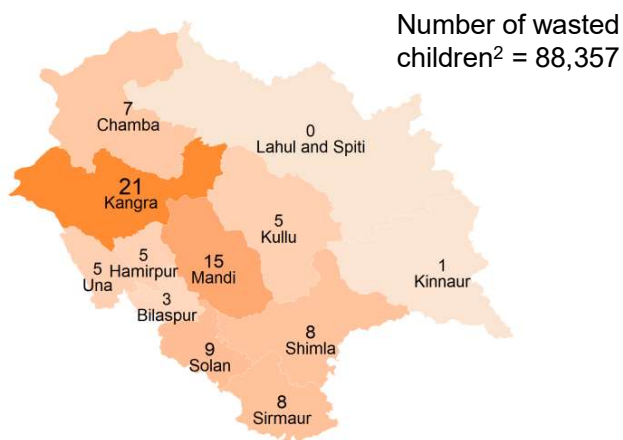 Number of wasted
children² = 88,357
7
Chamba
0
Lahul and Spiti
21
Kangra
5
Kullu
5
Hamirpur
5
Una
15
Mandi
1
Kinnaur
3
Bilaspur
8
Shimla
9
Solan
8
Sirmaur